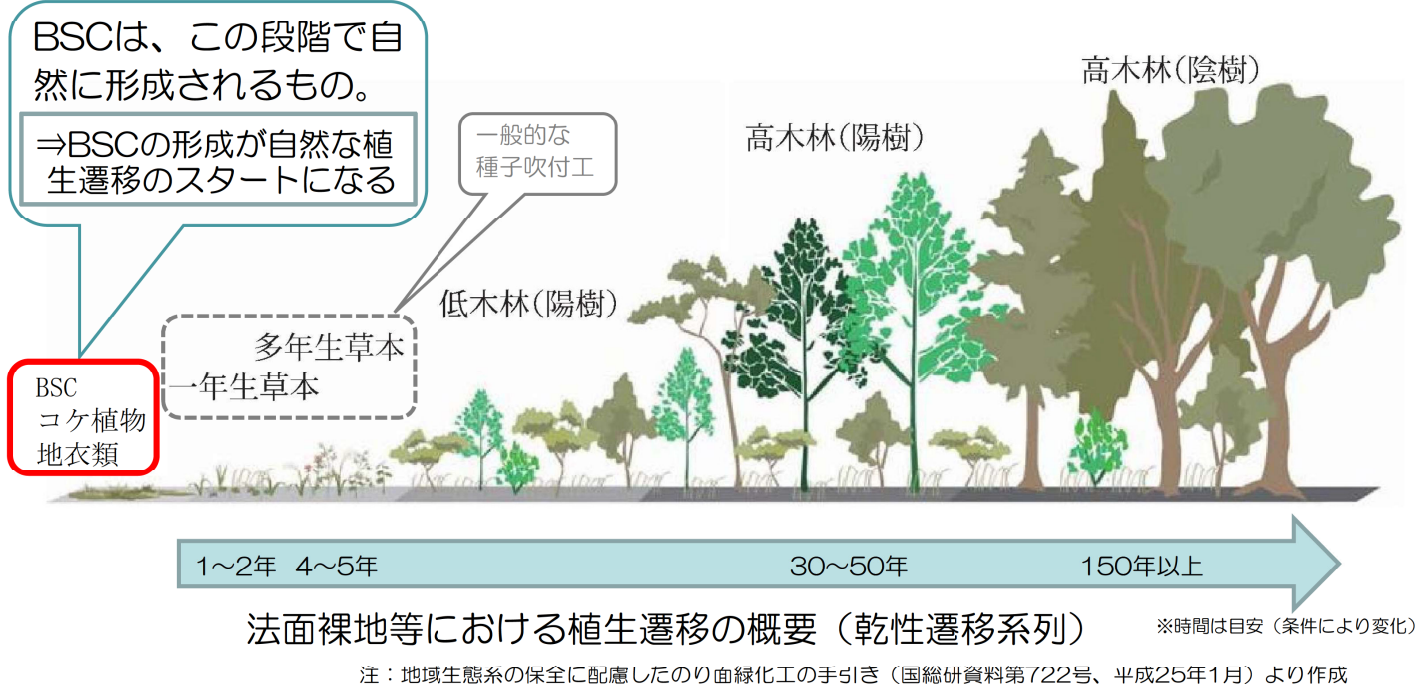 BSCは、この段階で自
然に形成されるもの。
⇒BSCの形成が自然な植
生遷移のスタートになる
一般的な
種子吹付工
高木林(陰樹)
高木林(陽樹)
低木林(陽樹)
多年生草本
一年生草本
BSC
コケ植物
地衣類
1～2年 4～5年 30～50年 150年以上
法面裸地等における植生遷移の概要（乾性遷移系列）
※時間は目安（条件により変化）
注：地域生態系の保全に配慮したのり面緑化工の手引き（国総研資料第722号、平成25年1月）より作成